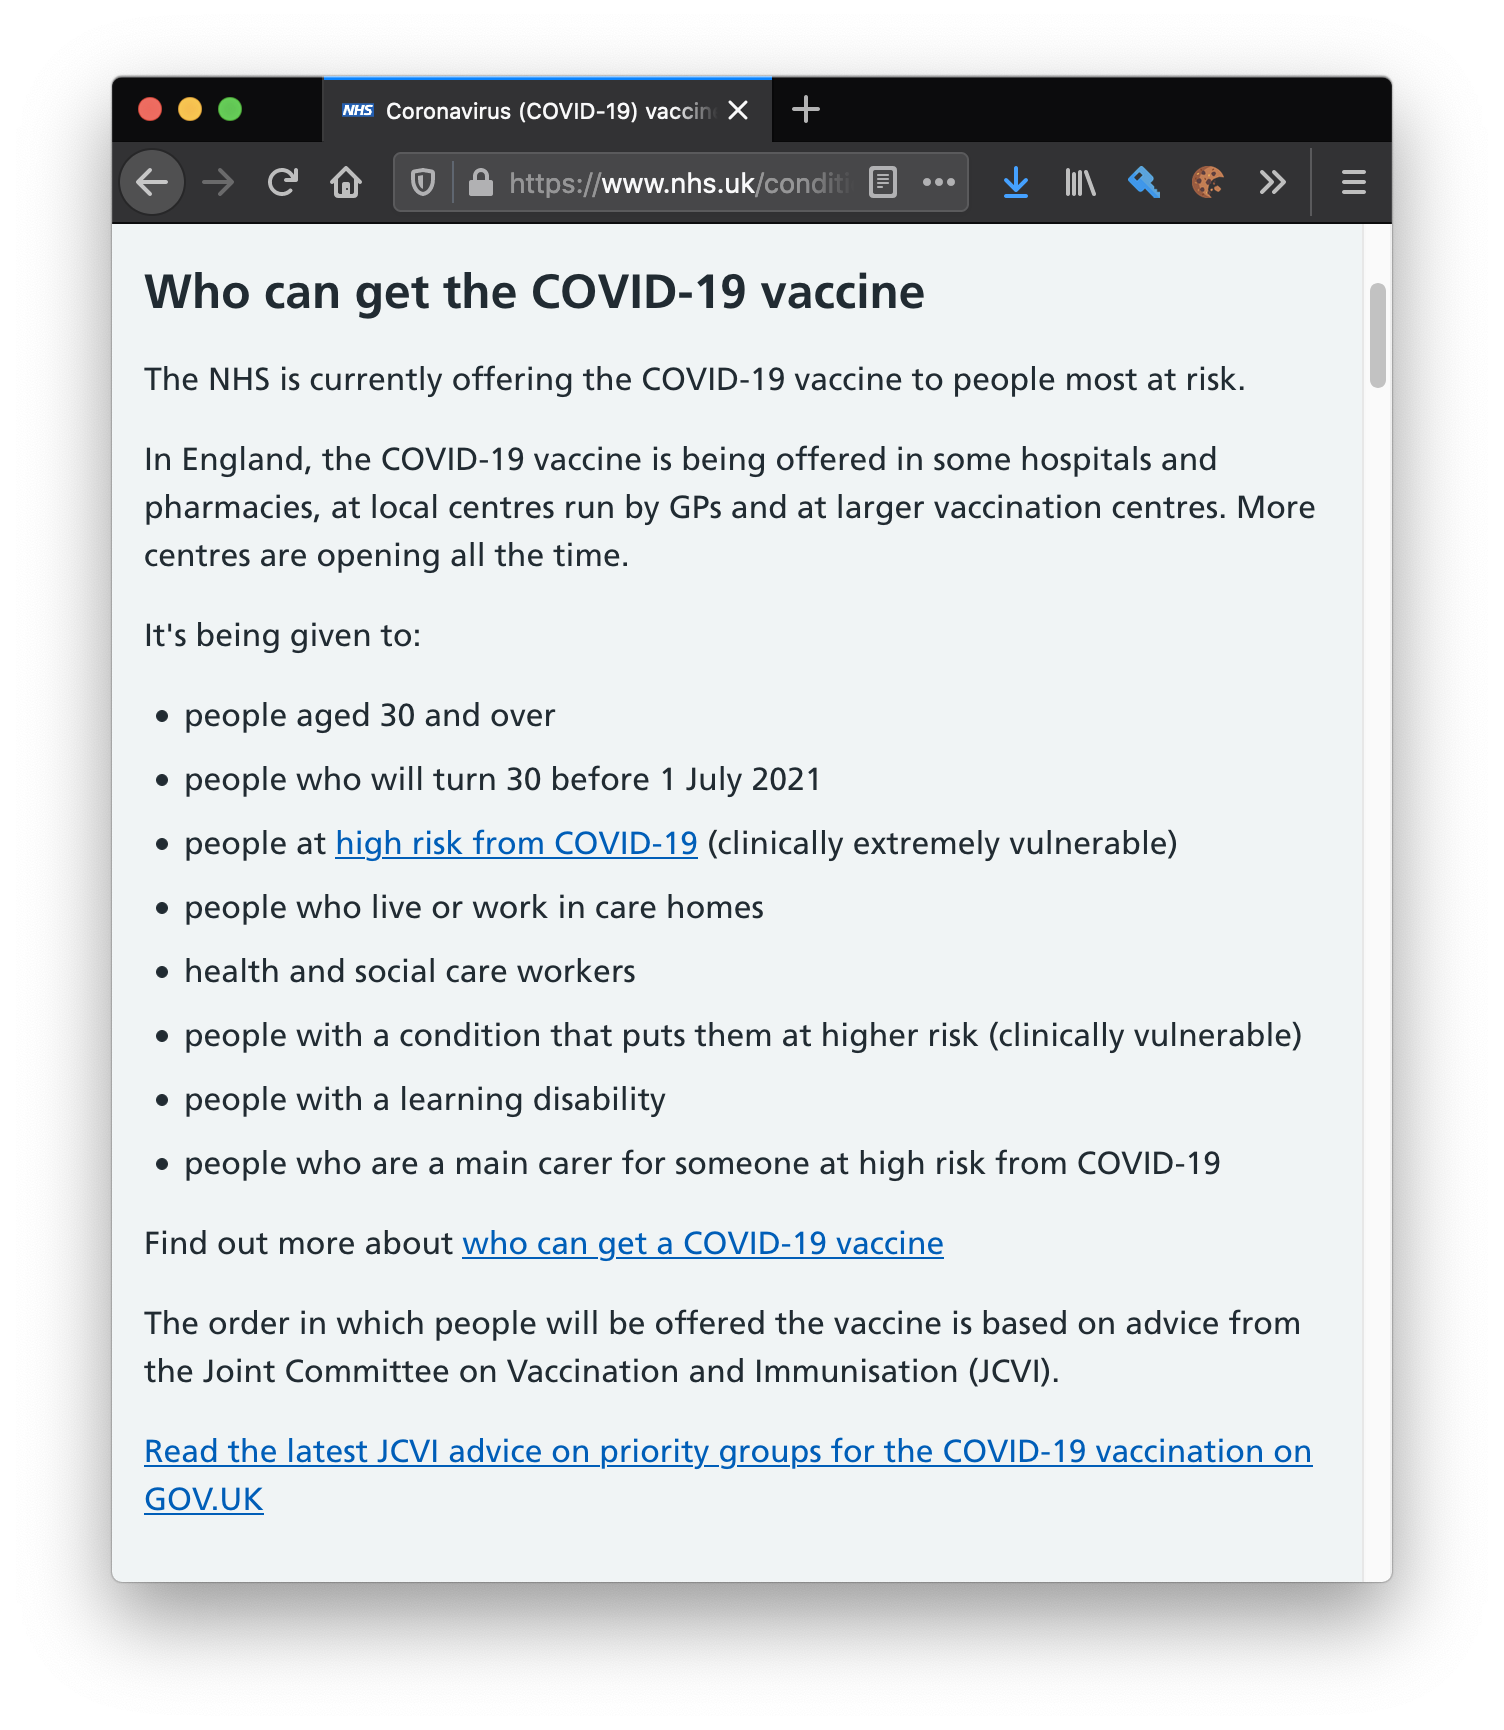 NHS Coronavirus (COVID-19) vaccin
https://www.nhs.uk/conditi
Who can get the COVID-19 vaccine
The NHS is currently offering the COVID-19 vaccine to people most at risk.
In England, the COVID-19 vaccine is being offered in some hospitals and
pharmacies, at local centres run by GPs and at larger vaccination centres. More
centres are opening all the time.
It's being given to:
• people aged 30 and over
• people who will turn 30 before 1 July 2021
• people at high risk from COVID-19 (clinically extremely vulnerable)
• people who live or work in care homes
• health and social care workers
• people with a condition that puts them at higher risk (clinically vulnerable)
• people with a learning disability
• people who are a main carer for someone at high risk from COVID-19
Find out more about who can get a COVID-19 vaccine
The order in which people will be offered the vaccine is based on advice from
the Joint Committee on Vaccination and Immunisation (JCVI).
Read the latest JCVI advice on priority groups for the COVID-19 vaccination on
GOV.UK